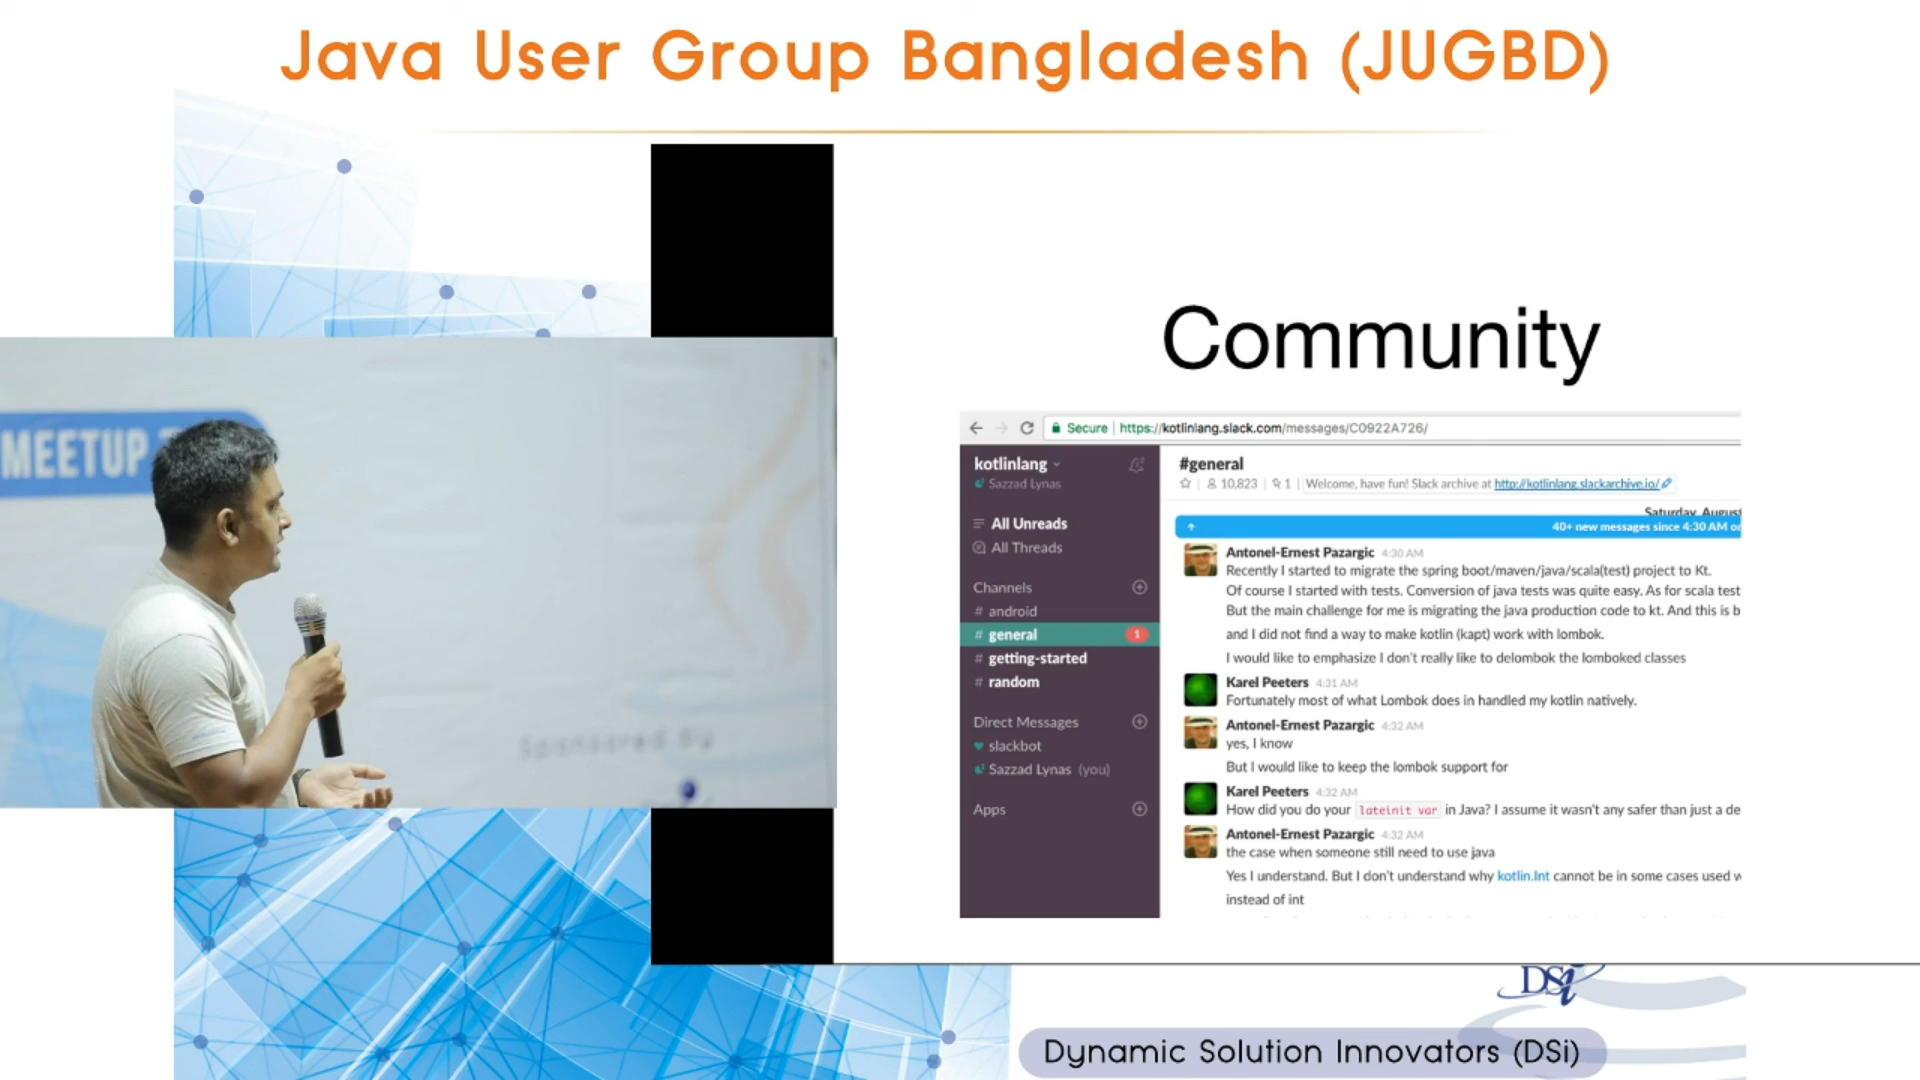 Java User Group Bangladesh (JUGBD)
MEETUP
Sponsored By
Community
Secure | https://kotlinlang.slack.com/messages/C0922A726/
kotlinlang
Sazzad Lynas
All Unreads
All Threads
Channels
# android
# general 1
# getting-started
# random
Direct Messages
slackbot
Sazzad Lynas (you)
Apps
#general
10,823 | 1 | Welcome, have fun! Slack archive at http://kotlinlang.slackarchive.io/
Saturday, August
40+ new messages since 4:30 AM on
Antonel-Ernest Pazargic 4:30 AM
Recently I started to migrate the spring boot/maven/java/scala(test) project to Kt.
Of course I started with tests. Conversion of java tests was quite easy. As for scala test
But the main challenge for me is migrating the java production code to kt. And this is b
and I did not find a way to make kotlin (kapt) work with lombok.
I would like to emphasize I don't really like to delombok the lomboked classes
Karel Peeters 4:31 AM
Fortunately most of what Lombok does in handled my kotlin natively.
Antonel-Ernest Pazargic 4:32 AM
yes, I know
But I would like to keep the lombok support for
Karel Peeters 4:32 AM
How did you do your lateinit var in Java? I assume it wasn't any safer than just a de
Antonel-Ernest Pazargic 4:32 AM
the case when someone still need to use java
Yes I understand. But I don't understand why kotlin.Int cannot be in some cases used w
instead of int
DSi
Dynamic Solution Innovators (DSi)